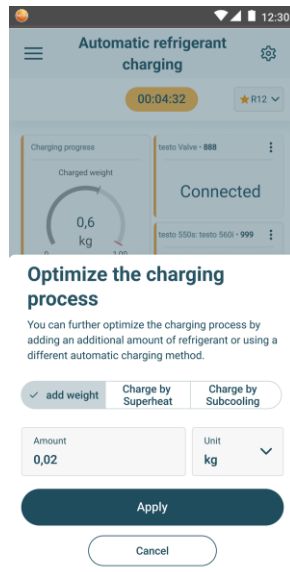 12:30
Automatic refrigerant
charging
00:04:32
R12
Charging progress
Charged weight
0,6
kg
0
1,00
testo Valve • 888
Connected
testo 550s: testo 560i • 999
Optimize the charging
process
You can further optimize the charging process by
adding an additional amount of refrigerant or using a
different automatic charging method.
add weight
Charge by
Superheat
Charge by
Subcooling
Amount
0,02
Unit
kg
Apply
Cancel